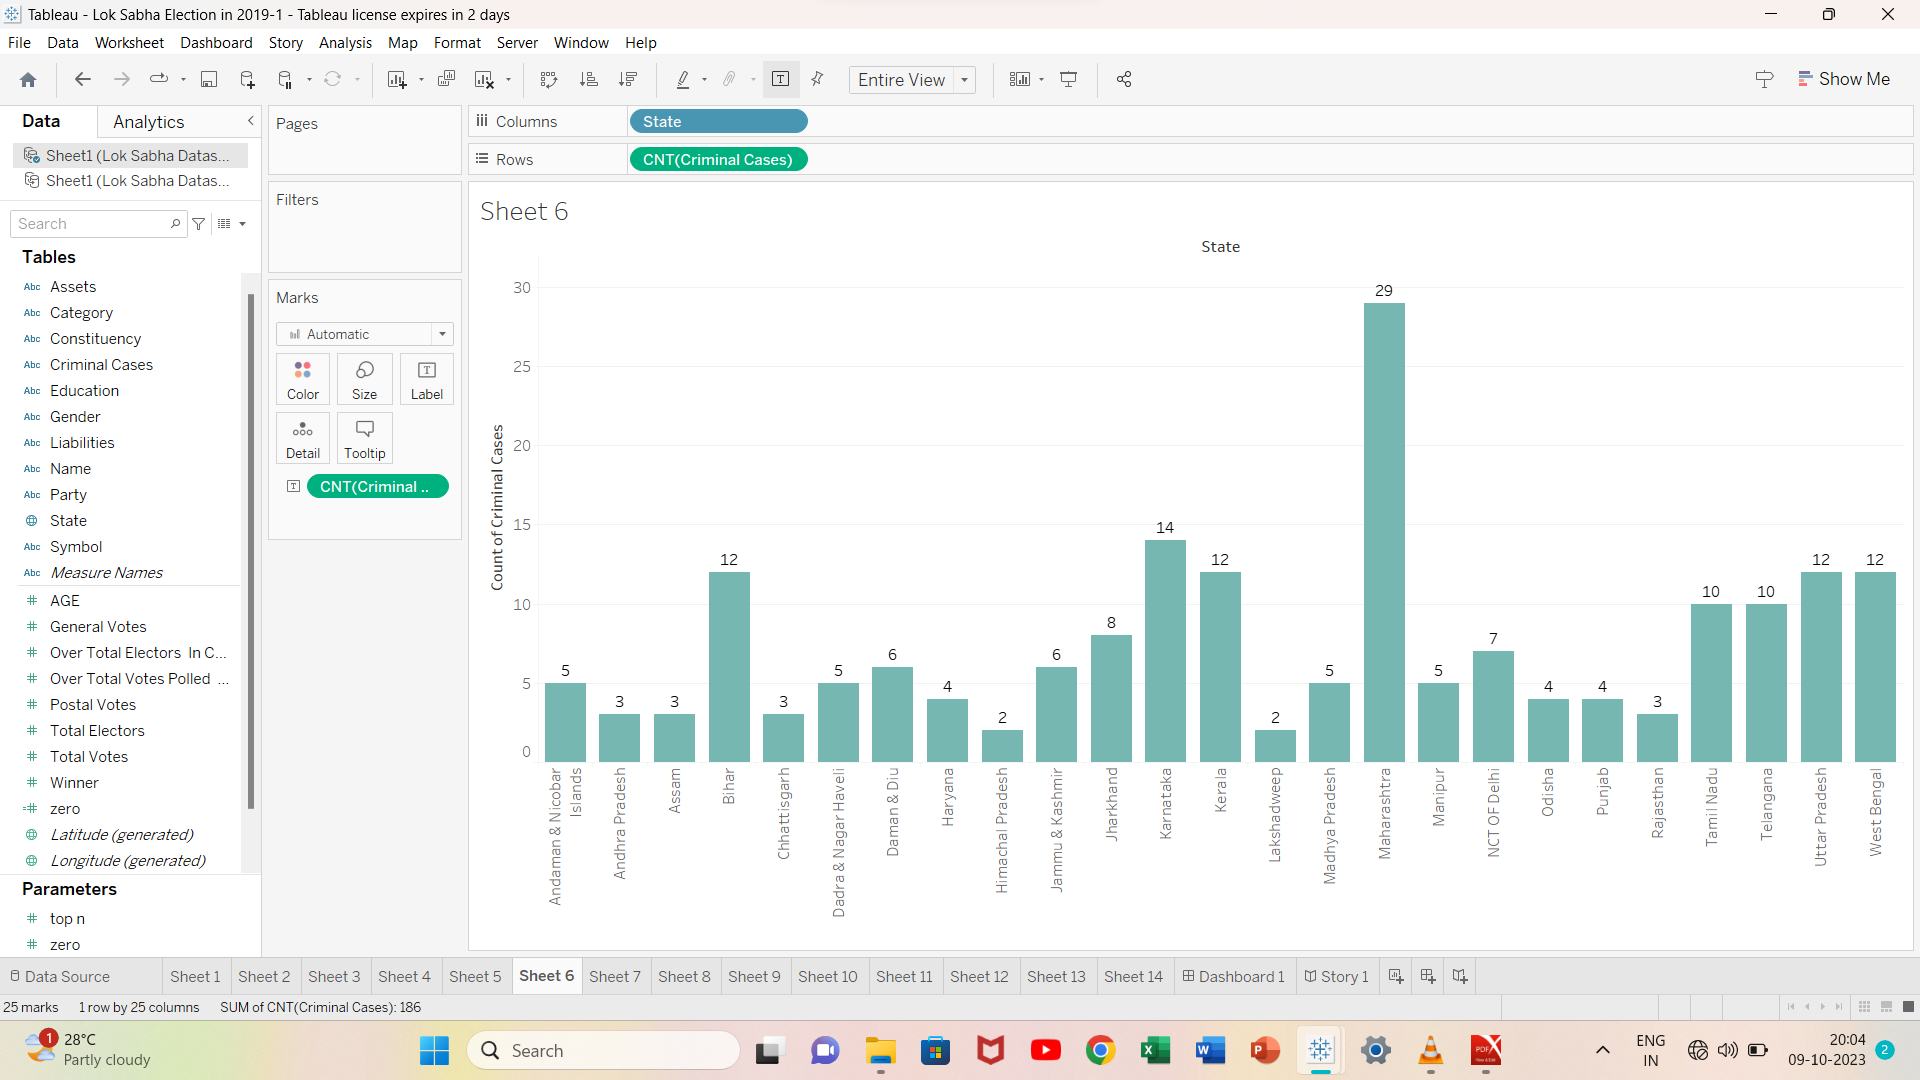 Tableau - Lok Sabha Election in 2019-1 - Tableau license expires in 2 days
File Data Worksheet Dashboard Story Analysis Map Format Server Window Help
Entire View
Show Me
Data Analytics
Sheet1 (Lok Sabha Datas...
Sheet1 (Lok Sabha Datas...
Search
Tables
Abc Assets
Abc Category
Abc Constituency
Abc Criminal Cases
Abc Education
Abc Gender
Abc Liabilities
Abc Name
Abc Party
State
Abc Symbol
Abc Measure Names
# AGE
# General Votes
# Over Total Electors In C...
# Over Total Votes Polled ...
# Postal Votes
# Total Electors
# Total Votes
# Winner
=# zero
Latitude (generated)
Longitude (generated)
Parameters
# top n
# zero
Pages
Filters
Marks
Automatic
Color Size Label
Detail Tooltip
CNT(Criminal ..
Columns State
Rows CNT(Criminal Cases)
Sheet 6
State
Count of Criminal Cases
30
25
20
15
10
5
0
5 3 3 12 3 5 6 4 2 6 8 14 12 2 5 29 5 7 4 4 3 10 10 12 12
Andaman & Nicobar Islands
Andhra Pradesh
Assam
Bihar
Chhattisgarh
Dadra & Nagar Haveli
Daman & Diu
Haryana
Himachal Pradesh
Jammu & Kashmir
Jharkhand
Karnataka
Kerala
Lakshadweep
Madhya Pradesh
Maharashtra
Manipur
NCT OF Delhi
Odisha
Punjab
Rajasthan
Tamil Nadu
Telangana
Uttar Pradesh
West Bengal
Data Source Sheet 1 Sheet 2 Sheet 3 Sheet 4 Sheet 5 Sheet 6 Sheet 7 Sheet 8 Sheet 9 Sheet 10 Sheet 11 Sheet 12 Sheet 13 Sheet 14 Dashboard 1 Story 1
25 marks 1 row by 25 columns SUM of CNT(Criminal Cases): 186
1 28°C
Partly cloudy
Search
ENG
IN
20:04
09-10-2023
2